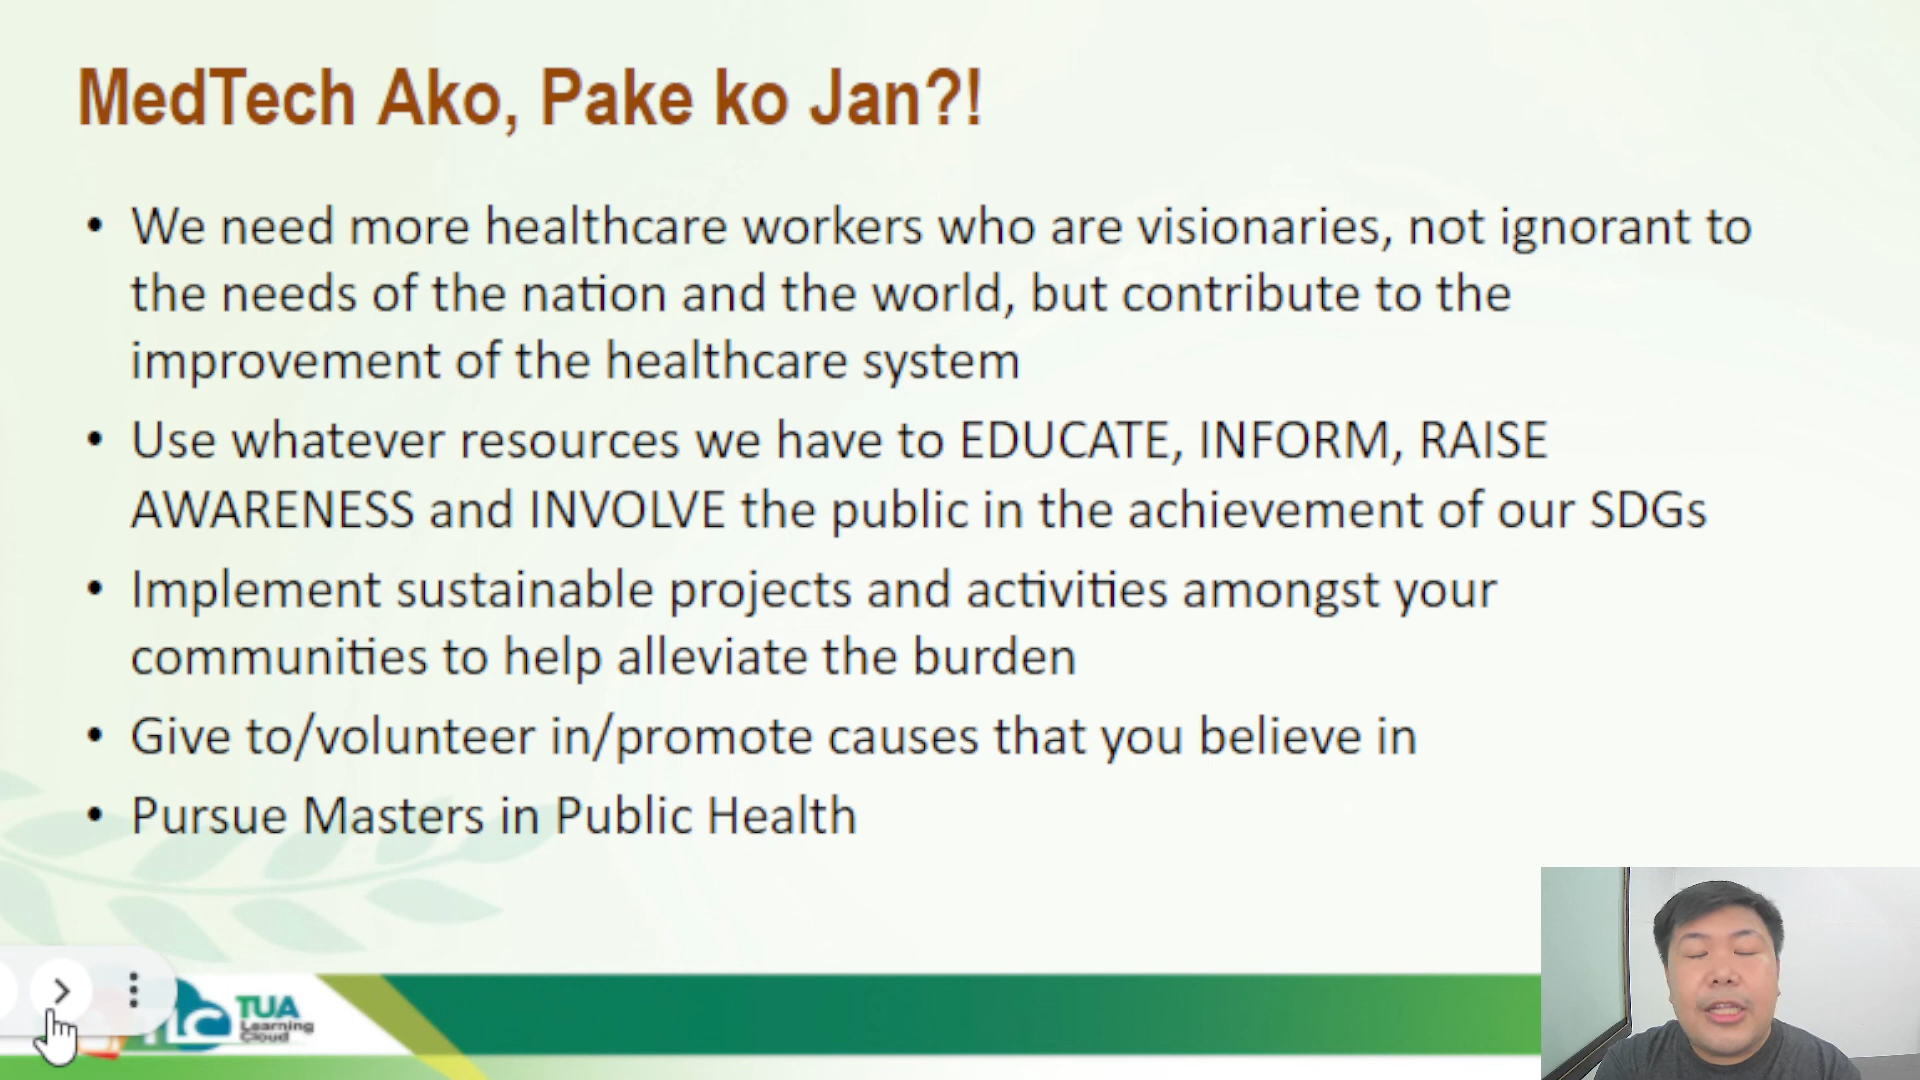 MedTech Ako, Pake ko Jan?!
• We need more healthcare workers who are visionaries, not ignorant to
the needs of the nation and the world, but contribute to the
improvement of the healthcare system
• Use whatever resources we have to EDUCATE, INFORM, RAISE
AWARENESS and INVOLVE the public in the achievement of our SDGs
• Implement sustainable projects and activities amongst your
communities to help alleviate the burden
• Give to/volunteer in/promote causes that you believe in
• Pursue Masters in Public Health
TUA
Learning
Cloud